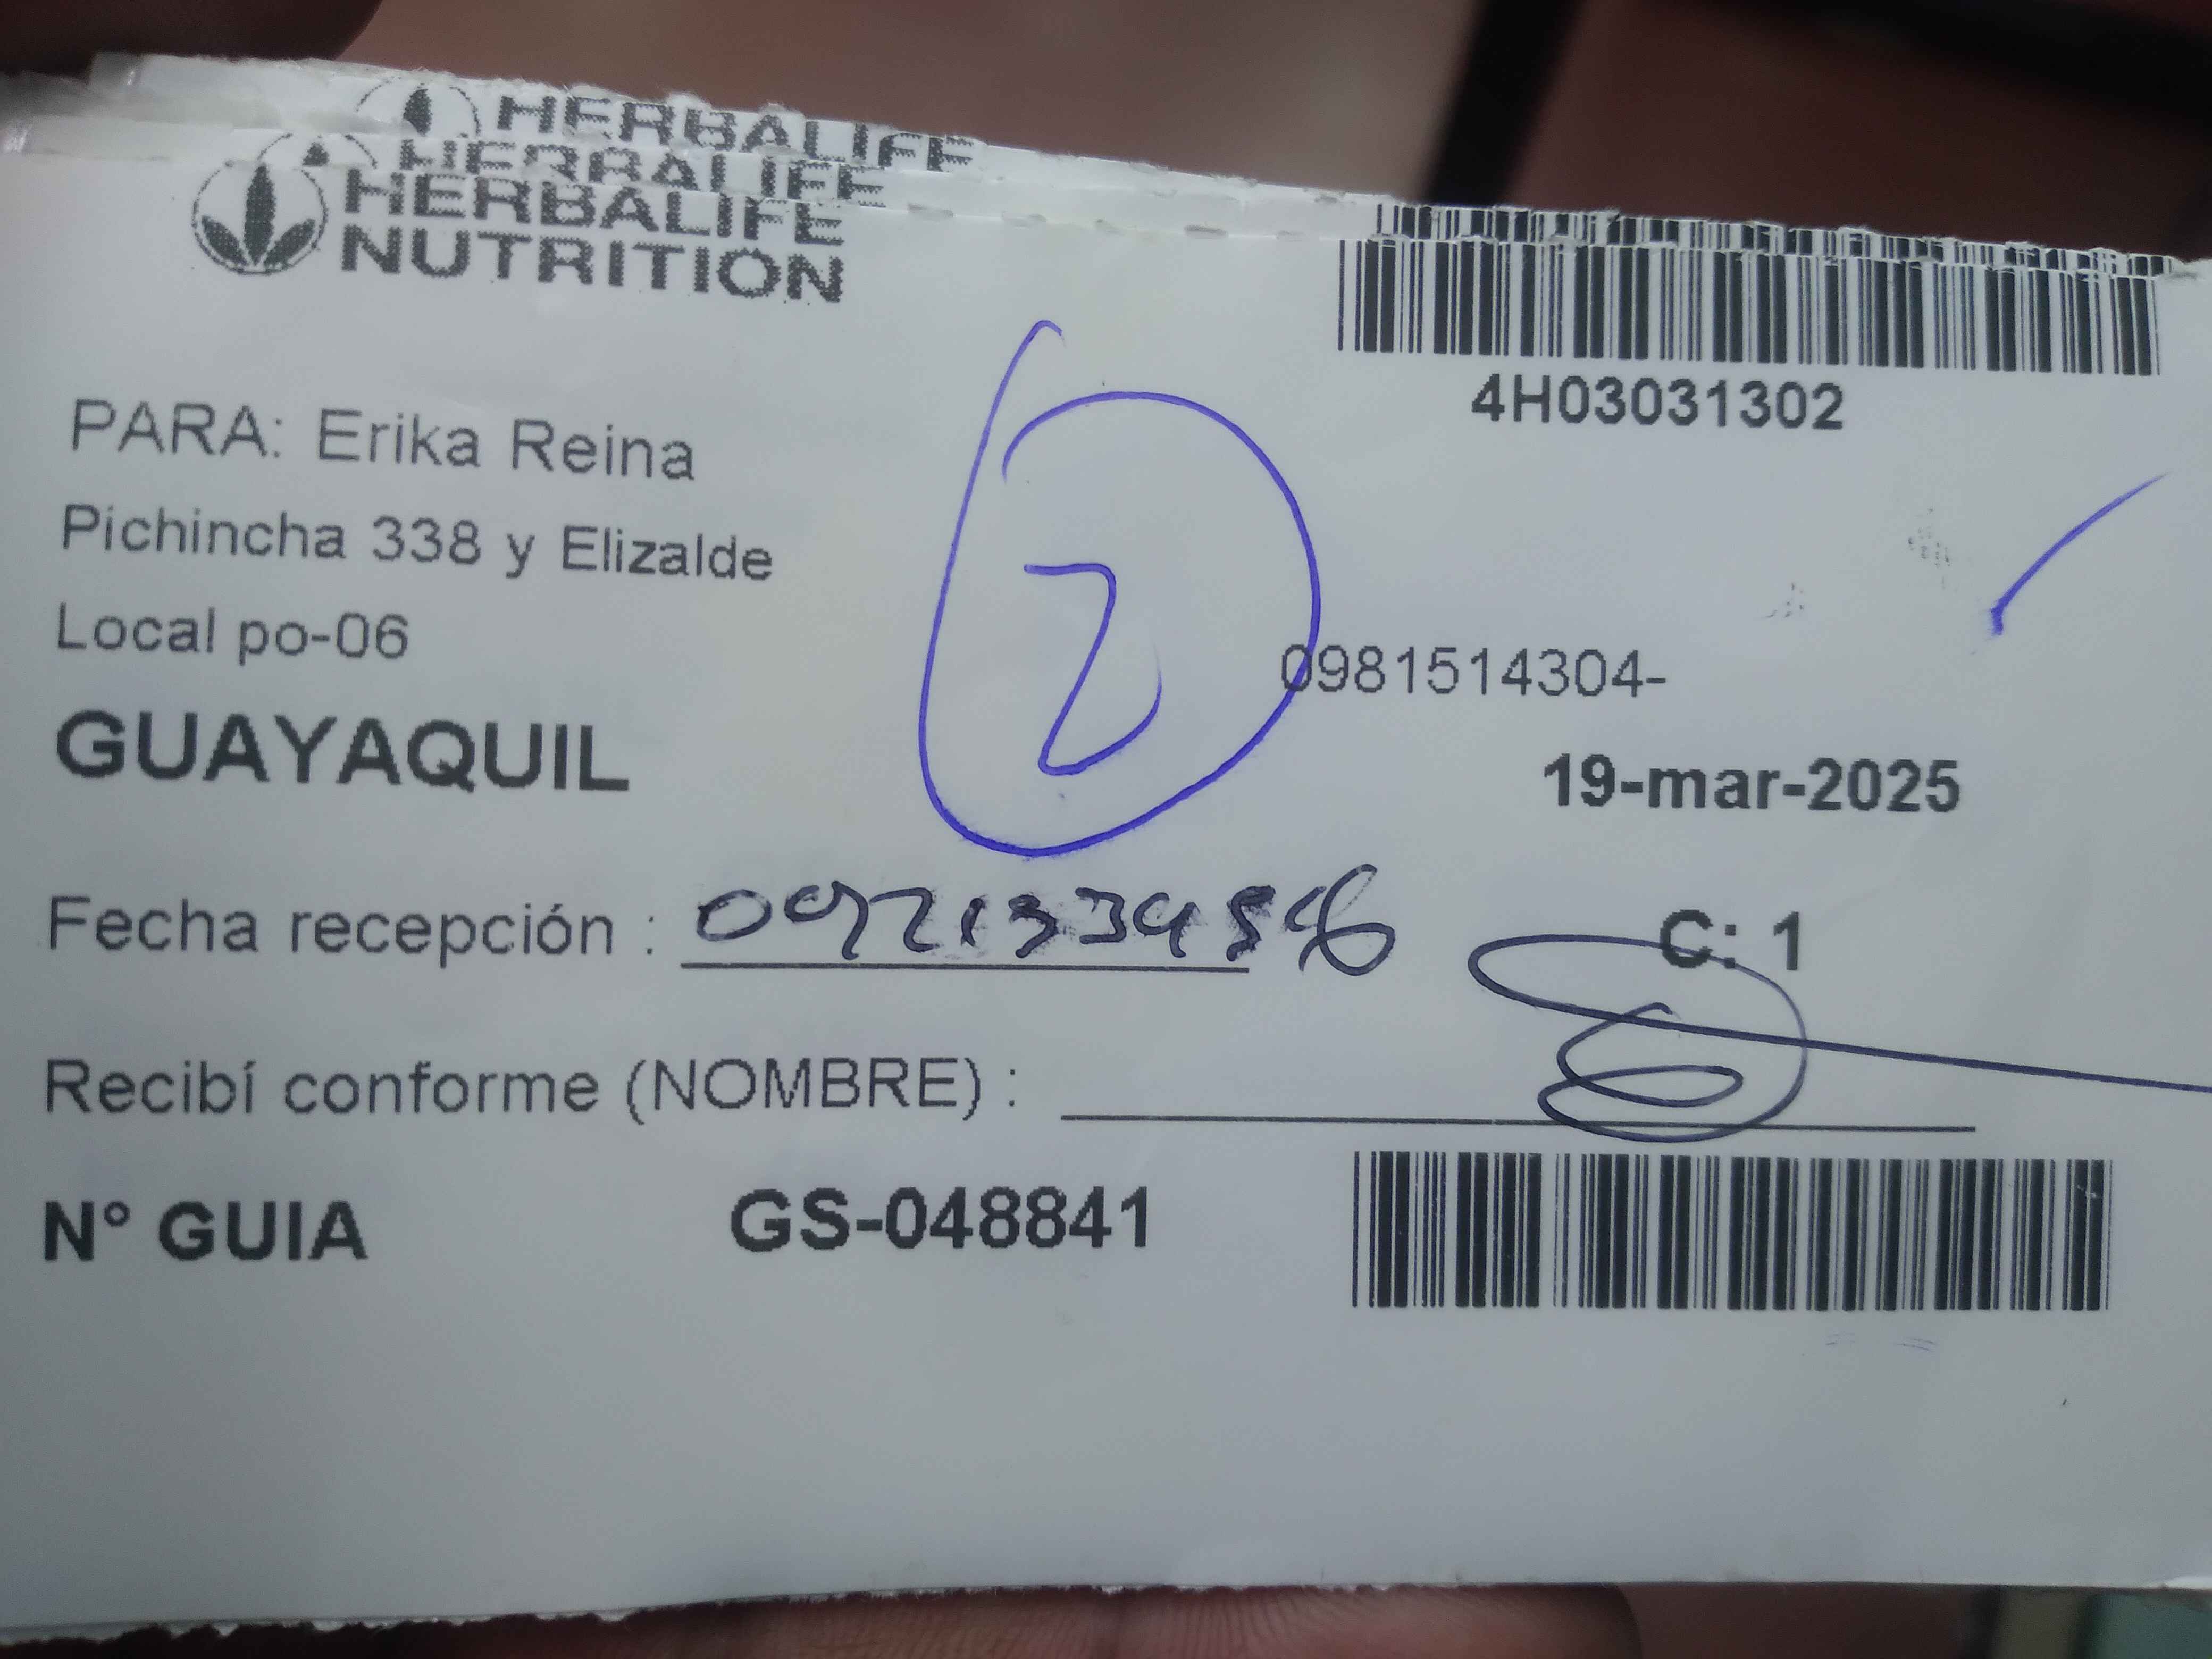 HERBALIFE
HERBALIFE
HERBALIFE
NUTRITION
4H03031302
PARA: Erika Reina
Pichincha 338 y Elizalde
Local po-06
2
0981514304-
GUAYAQUIL
19-mar-2025
Fecha recepción :
C: 1
Recibí conforme (NOMBRE) :
N° GUIA GS-048841